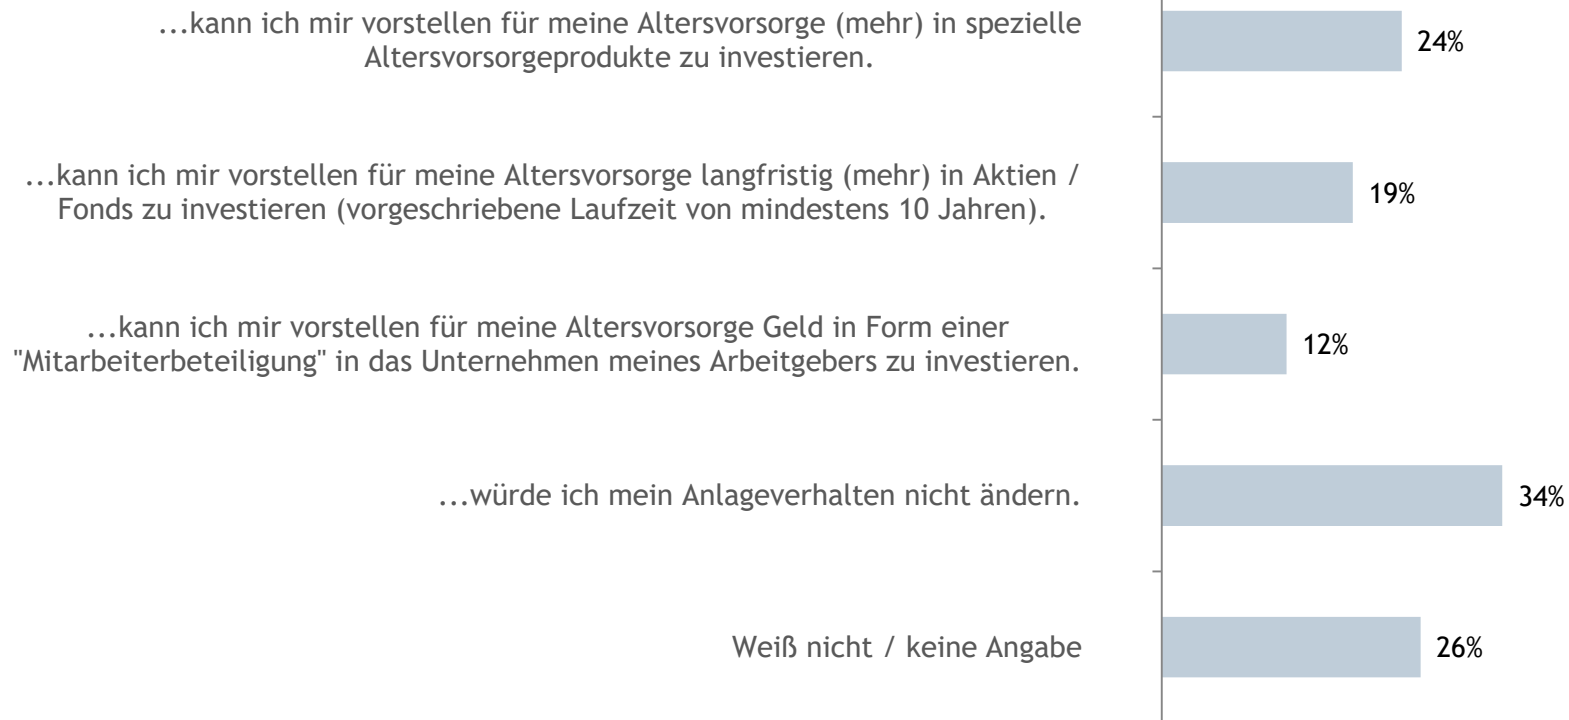 ...kann ich mir vorstellen für meine Altersvorsorge (mehr) in spezielle
Altersvorsorgeprodukte zu investieren.
24%
...kann ich mir vorstellen für meine Altersvorsorge langfristig (mehr) in Aktien /
Fonds zu investieren (vorgeschriebene Laufzeit von mindestens 10 Jahren).
19%
...kann ich mir vorstellen für meine Altersvorsorge Geld in Form einer
"Mitarbeiterbeteiligung" in das Unternehmen meines Arbeitgebers zu investieren.
12%
...würde ich mein Anlageverhalten nicht ändern.
34%
Weiß nicht / keine Angabe
26%